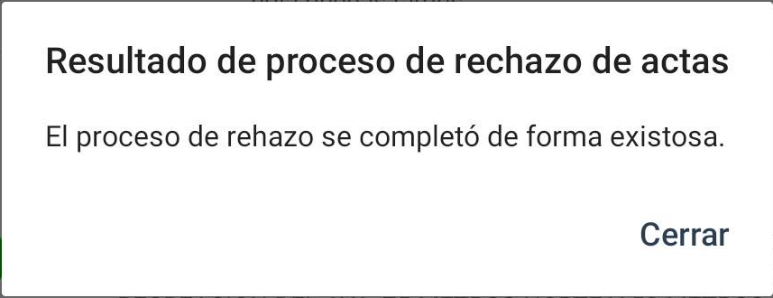 Resultado de proceso de rechazo de actas
El proceso de rehazo se completó de forma existosa.
Cerrar